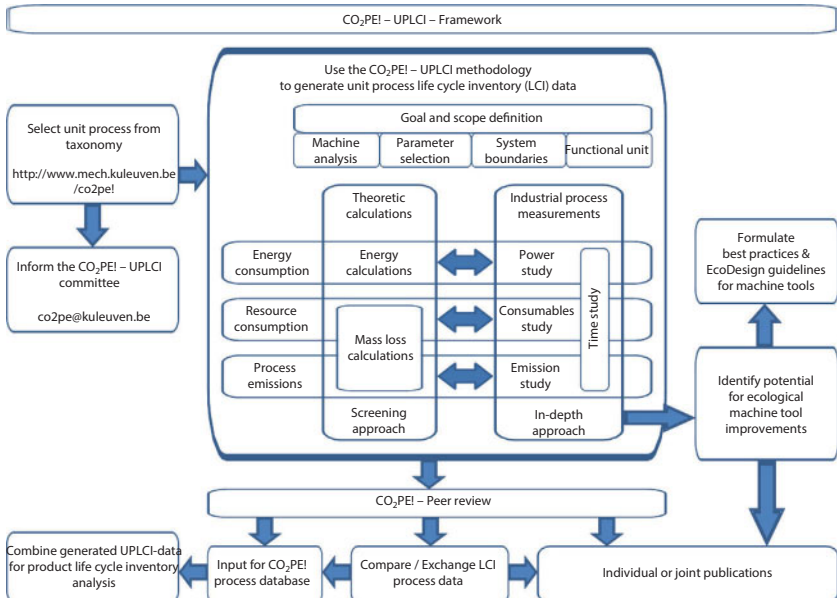 CO₂PE! – UPLCI – Framework
Use the CO₂PE! – UPLCI methodology
to generate unit process life cycle inventory (LCI) data
Goal and scope definition
Machine
analysis
Parameter
selection
System
boundaries
Functional unit
Select unit process from
taxonomy
http://www.mech.kuleuven.be
/co2pe!
Inform the CO₂PE! – UPLCI
committee
co2pe@kuleuven.be
Theoretic
calculations
Industrial process
measurements
Energy
consumption
Energy
calculations
Power
study
Resource
consumption
Mass loss
calculations
Consumables
study
Process
emissions
Emission
study
Time study
Screening
approach
In-depth
approach
Formulate
best practices &
EcoDesign guidelines
for machine tools
Identify potential
for ecological
machine tool
improvements
CO₂PE! – Peer review
Combine generated UPLCI-data
for product life cycle inventory
analysis
Input for CO₂PE!
process database
Compare / Exchange LCI
process data
Individual or joint publications